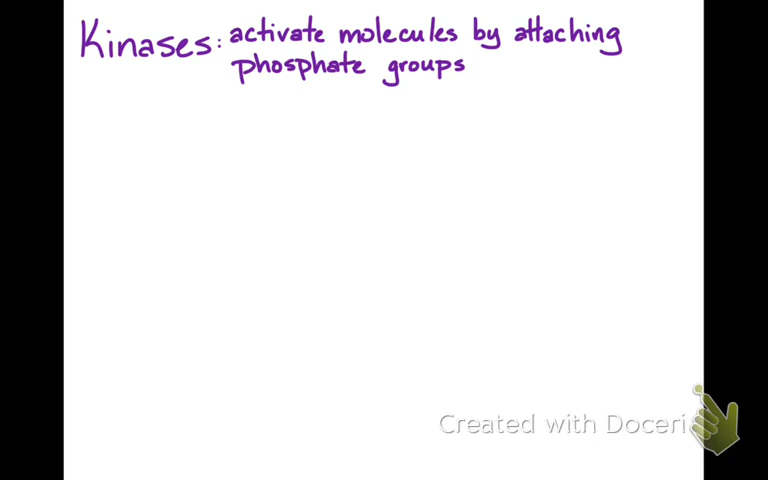 Kinases: activate molecules by attaching
phosphate groups
Created with Doceri